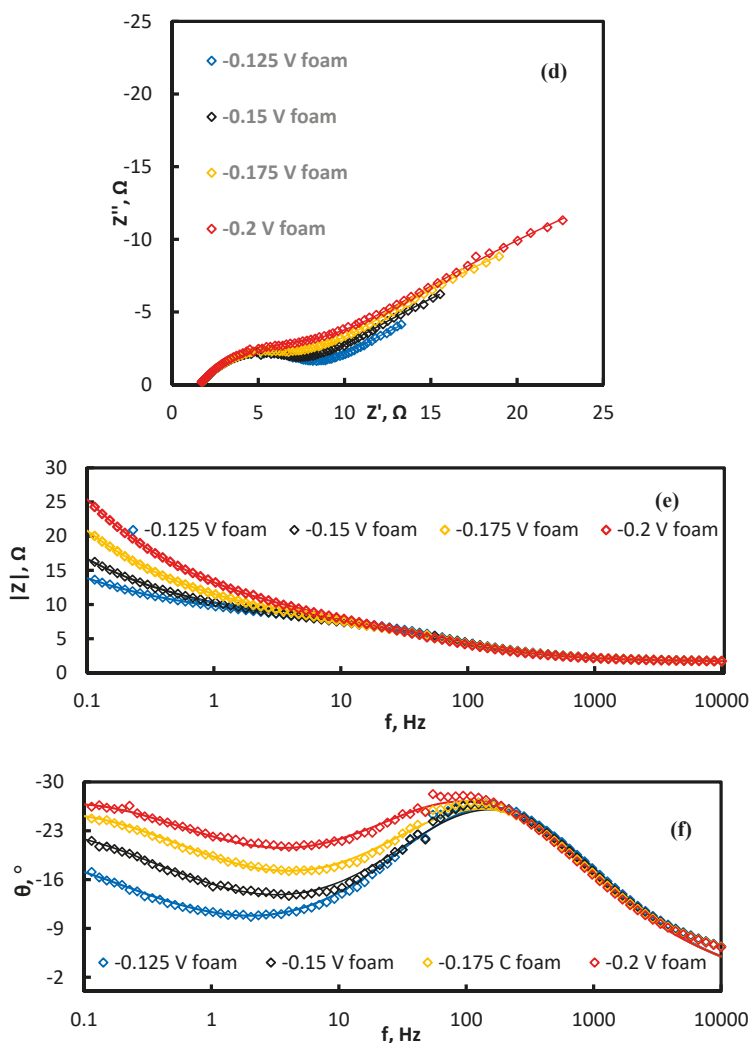 -25
-20
-15
-10
-5
0
Z'', Ω
(d)
-0.125 V foam
-0.15 V foam
-0.175 V foam
-0.2 V foam
0 5 10 15 20 25
Z', Ω
30
25
20
15
10
5
0
|Z|, Ω
(e)
-0.125 V foam -0.15 V foam -0.175 V foam -0.2 V foam
0.1 1 10 100 1000 10000
f, Hz
-30
-23
-16
-9
-2
θ, °
(f)
-0.125 V foam -0.15 V foam -0.175 C foam -0.2 V foam
0.1 1 10 100 1000 10000
f, Hz